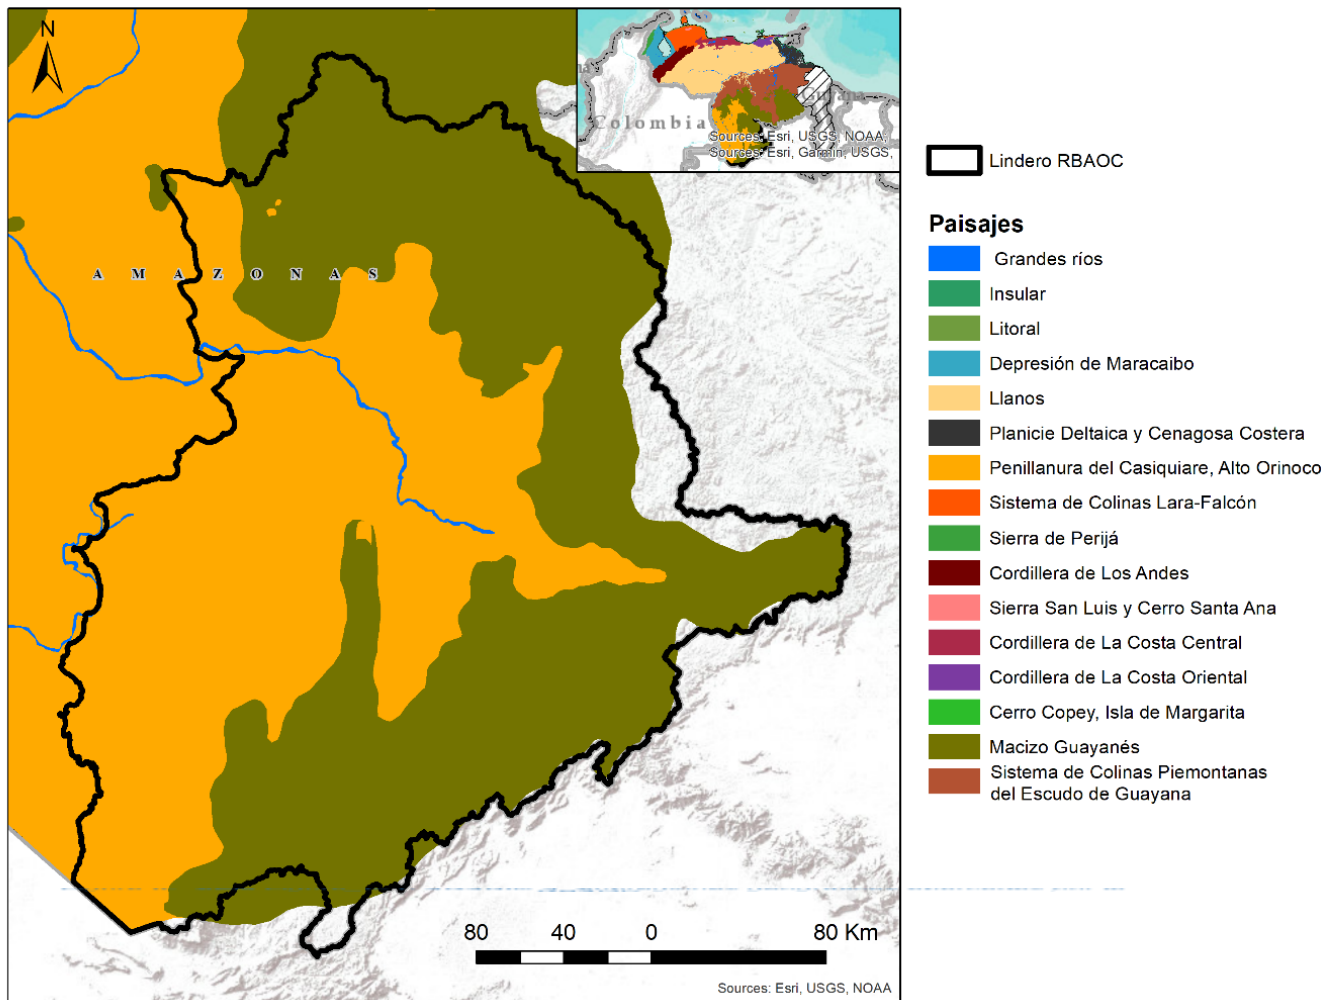 N
Colombia
Guyana
Sources: Esri, USGS, NOAA,
Sources: Esri, Garmin, USGS,
AMAZONAS
80 40 0 80 Km
Sources: Esri, USGS, NOAA
Lindero RBAOC
Paisajes
Grandes ríos
Insular
Litoral
Depresión de Maracaibo
Llanos
Planicie Deltaica y Cenagosa Costera
Penillanura del Casiquiare, Alto Orinoco
Sistema de Colinas Lara-Falcón
Sierra de Perijá
Cordillera de Los Andes
Sierra San Luis y Cerro Santa Ana
Cordillera de La Costa Central
Cordillera de La Costa Oriental
Cerro Copey, Isla de Margarita
Macizo Guayanés
Sistema de Colinas Piemontanas
del Escudo de Guayana